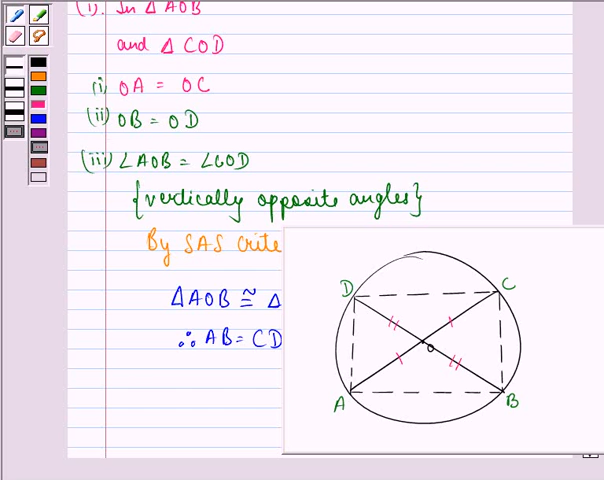 (i). In Δ AOB
and Δ COD
(i) OA = OC
(ii) OB = OD
(iii) ∠AOB = ∠COD
{vertically opposite angles}
By SAS crite
ΔAOB ≅ Δ
∴ AB = CD
D
C
O
A
B